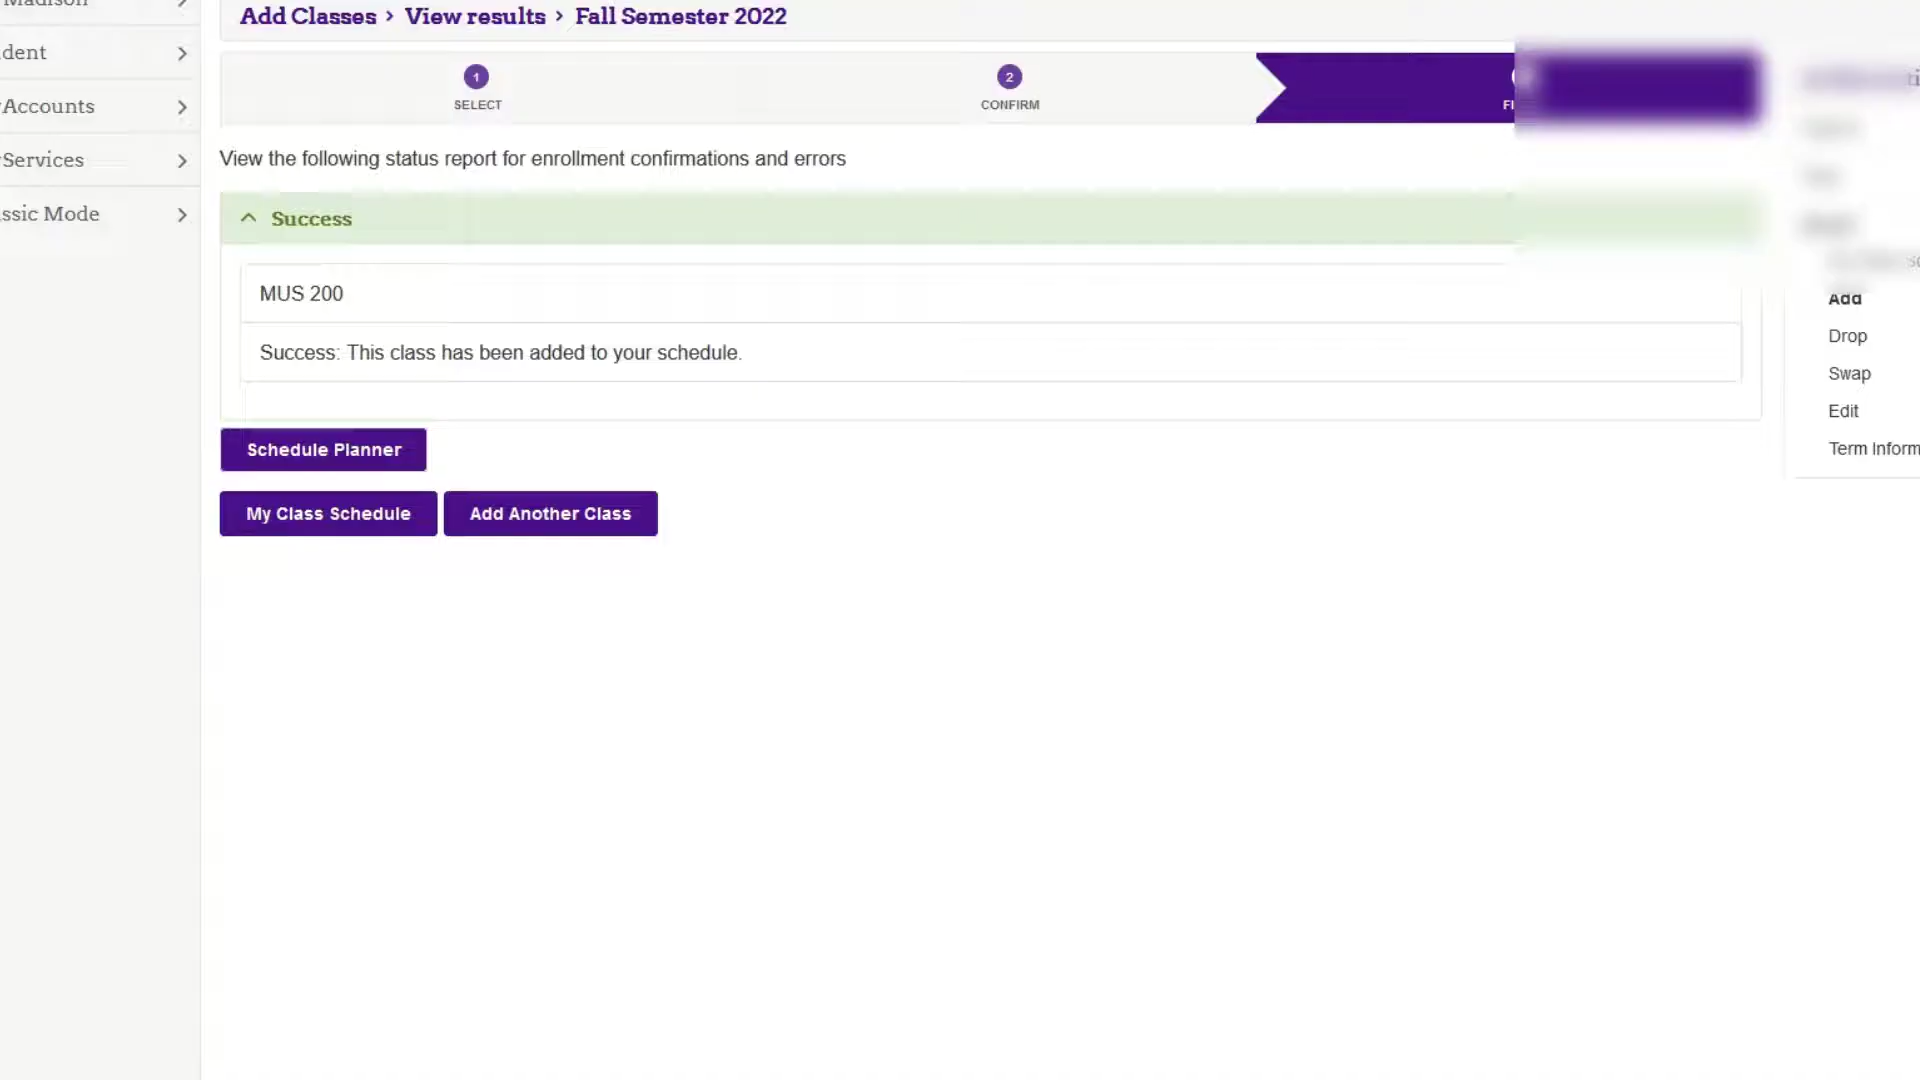 Madison
dent
Accounts
Services
ssic Mode
Add Classes › View results › Fall Semester 2022
1
SELECT
2
CONFIRM
FI
View the following status report for enrollment confirmations and errors
Success
MUS 200
Success: This class has been added to your schedule.
Schedule Planner
My Class Schedule
Add Another Class
Add
Drop
Swap
Edit
Term Inform